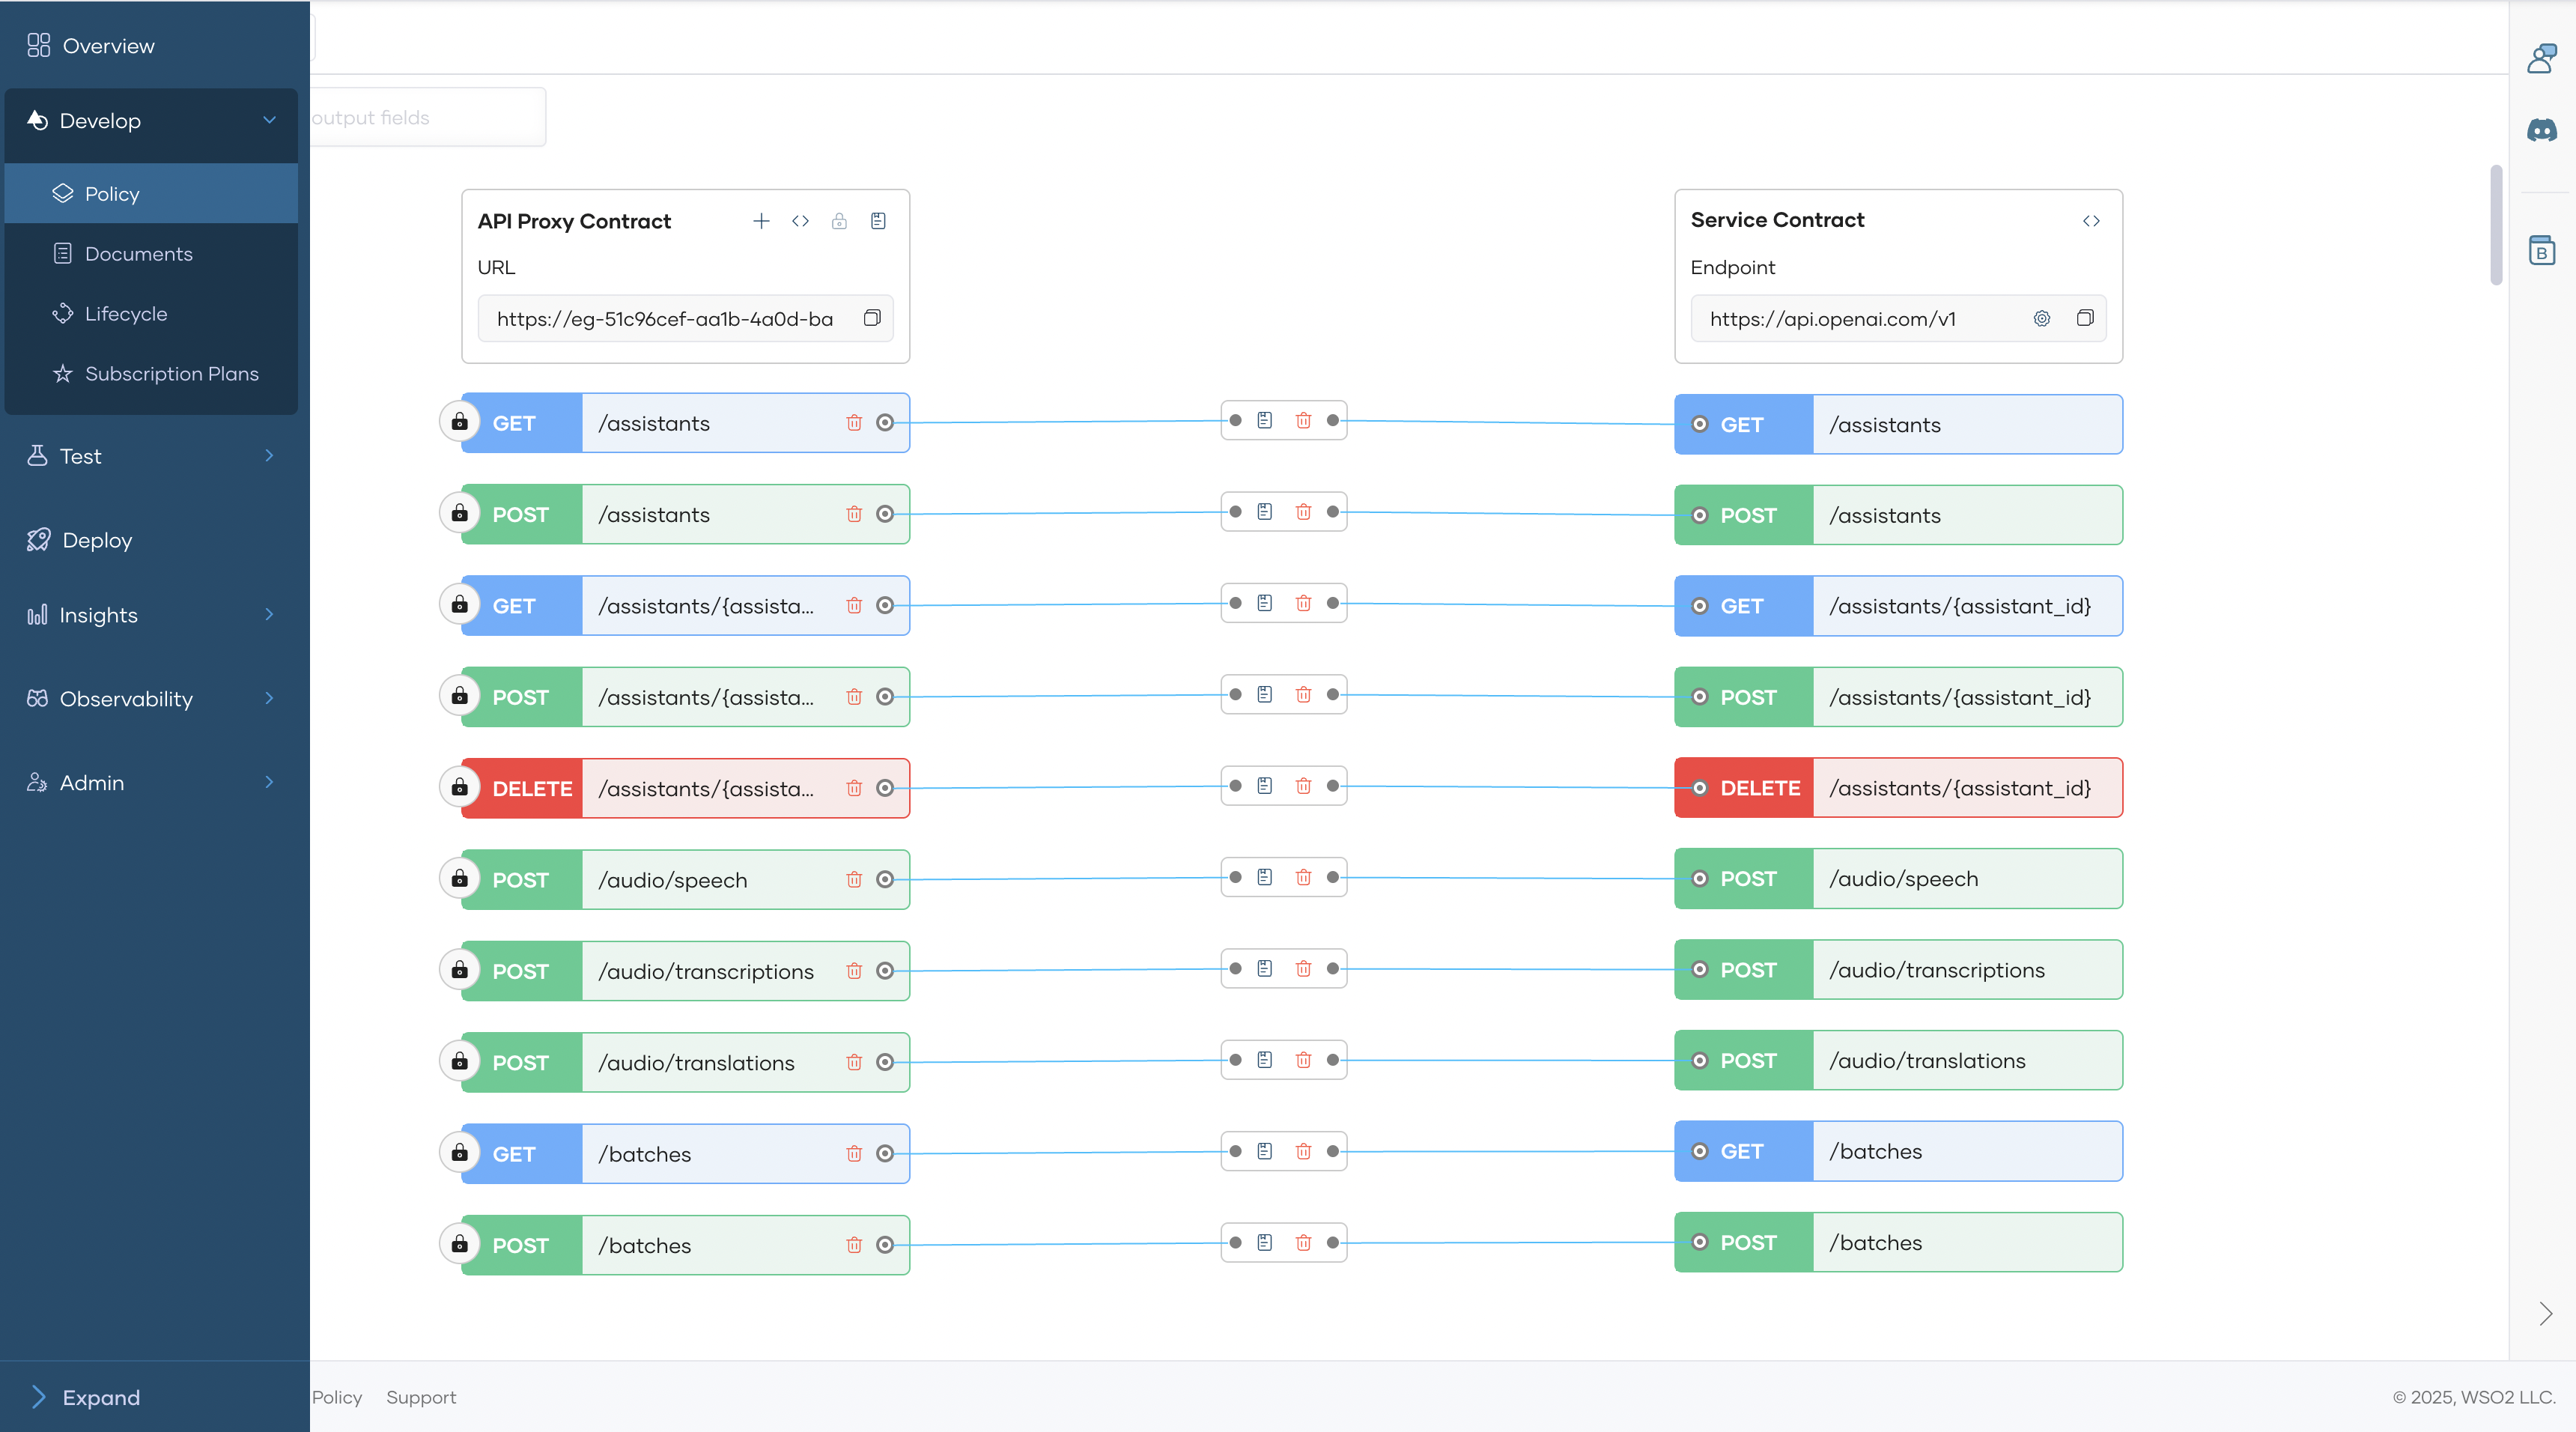 Overview
Develop
Policy
Documents
Lifecycle
Subscription Plans
Test
Deploy
Insights
Observability
Admin
Expand
output fields
API Proxy Contract
URL
https://eg-51c96cef-aa1b-4a0d-ba
Service Contract
Endpoint
https://api.openai.com/v1
GET /assistants
GET /assistants
POST /assistants
POST /assistants
GET /assistants/{assista...
GET /assistants/{assistant_id}
POST /assistants/{assista...
POST /assistants/{assistant_id}
DELETE /assistants/{assista...
DELETE /assistants/{assistant_id}
POST /audio/speech
POST /audio/speech
POST /audio/transcriptions
POST /audio/transcriptions
POST /audio/translations
POST /audio/translations
GET /batches
GET /batches
POST /batches
POST /batches
B
Policy Support
© 2025, WSO2 LLC.